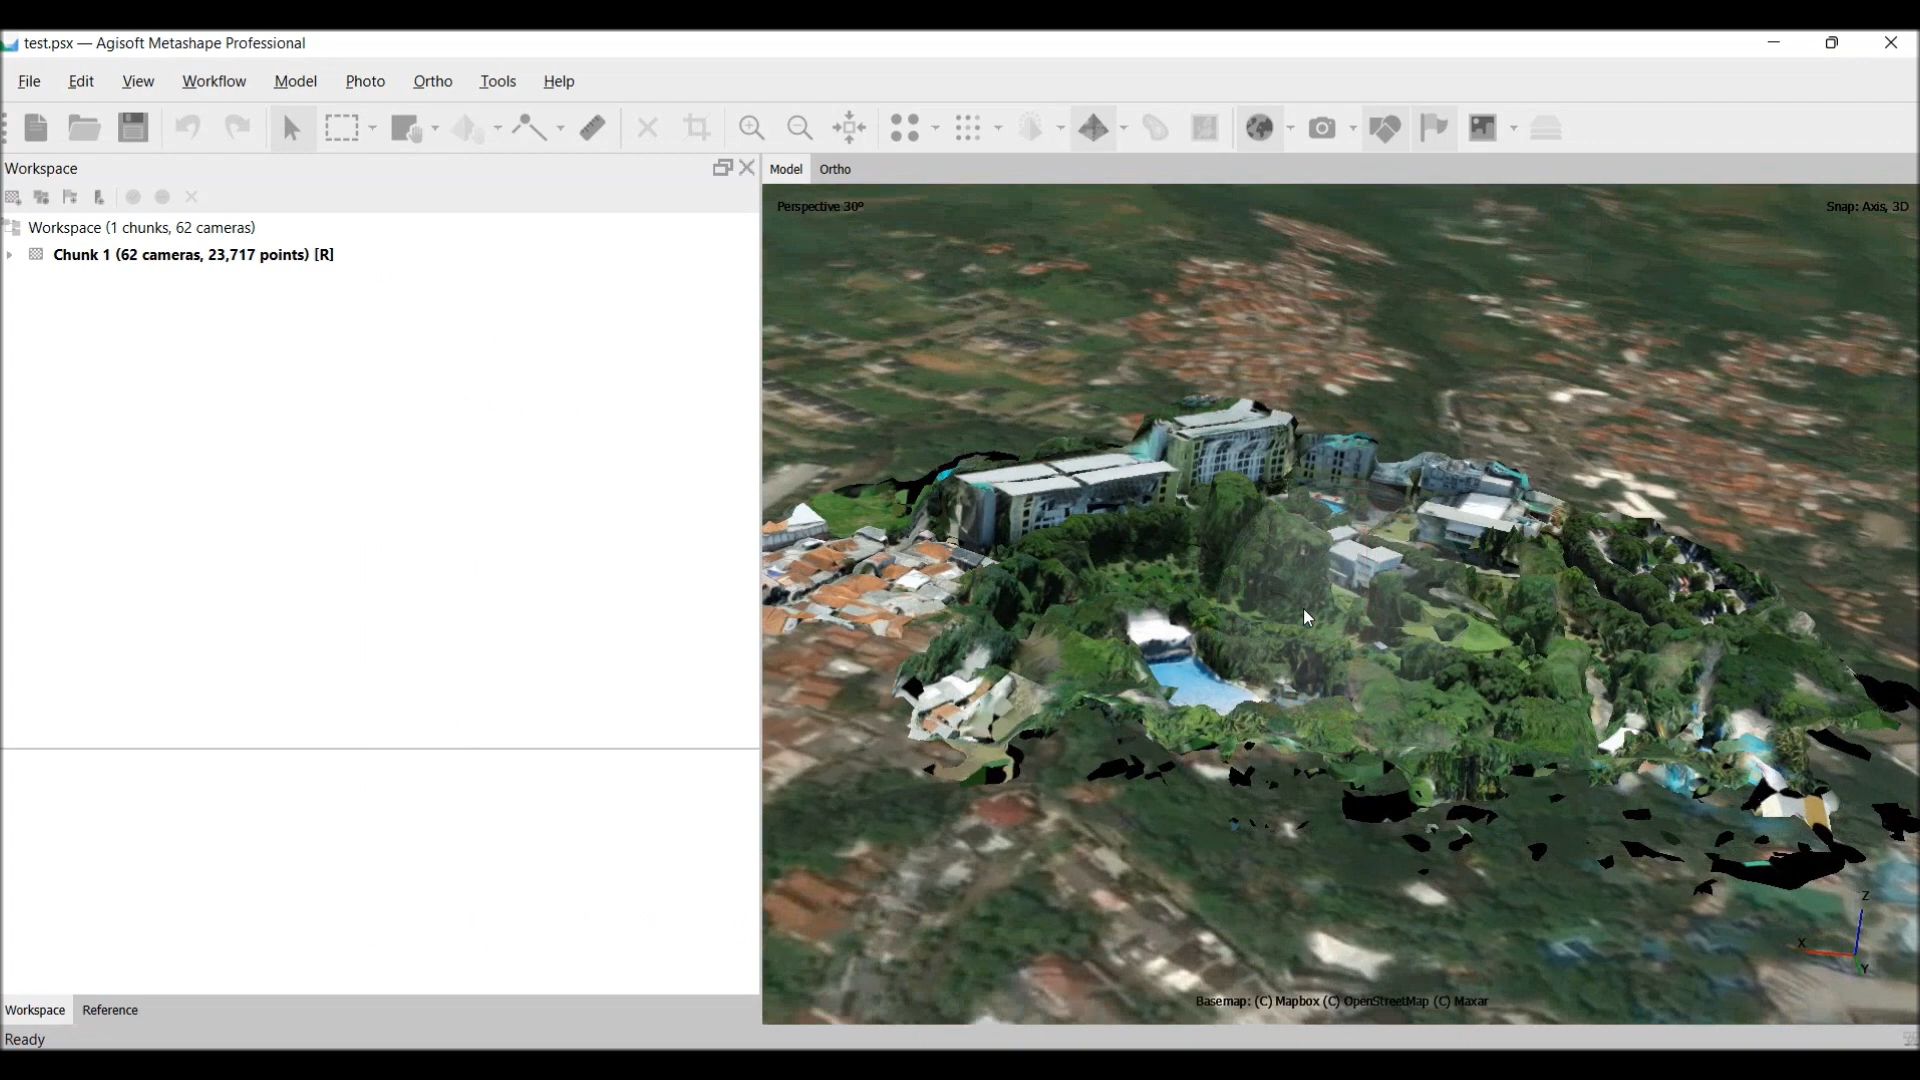 test.psx — Agisoft Metashape Professional
File Edit View Workflow Model Photo Ortho Tools Help
Workspace
Model Ortho
Perspective 30°
Snap: Axis, 3D
Workspace (1 chunks, 62 cameras)
Chunk 1 (62 cameras, 23,717 points) [R]
Z
X
Y
Basemap: (C) Mapbox (C) OpenStreetMap (C) Maxar
Workspace Reference
Ready